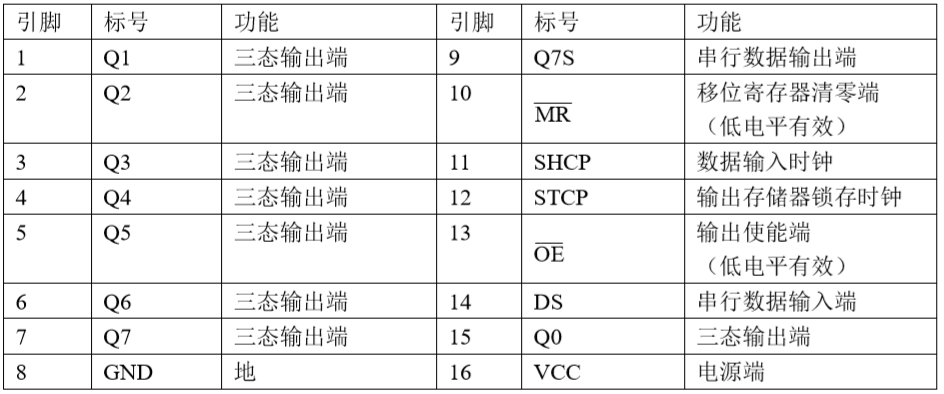 引脚 标号 功能 引脚 标号 功能
1 Q1 三态输出端 9 Q7S 串行数据输出端
2 Q2 三态输出端 10 M̅R̅ 移位寄存器清零端
（低电平有效）
3 Q3 三态输出端 11 SHCP 数据输入时钟
4 Q4 三态输出端 12 STCP 输出存储器锁存时钟
5 Q5 三态输出端 13 O̅E̅ 输出使能端
（低电平有效）
6 Q6 三态输出端 14 DS 串行数据输入端
7 Q7 三态输出端 15 Q0 三态输出端
8 GND 地 16 VCC 电源端